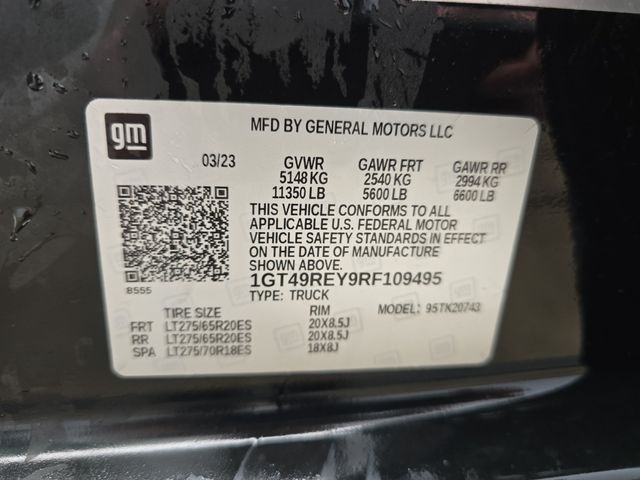 gm
MFD BY GENERAL MOTORS LLC
03/23 GVWR GAWR FRT GAWR RR
5148 KG 2540 KG 2994 KG
11350 LB 5600 LB 6600 LB
THIS VEHICLE CONFORMS TO ALL
APPLICABLE U.S. FEDERAL MOTOR
VEHICLE SAFETY STANDARDS IN EFFECT
ON THE DATE OF MANUFACTURE
SHOWN ABOVE.
8555
1GT49REY9RF109495
TYPE: TRUCK
TIRE SIZE RIM MODEL: 95TK20743
FRT LT275/65R20ES 20X8.5J
RR LT275/65R20ES 20X8.5J
SPA LT275/70R18ES 18X8J